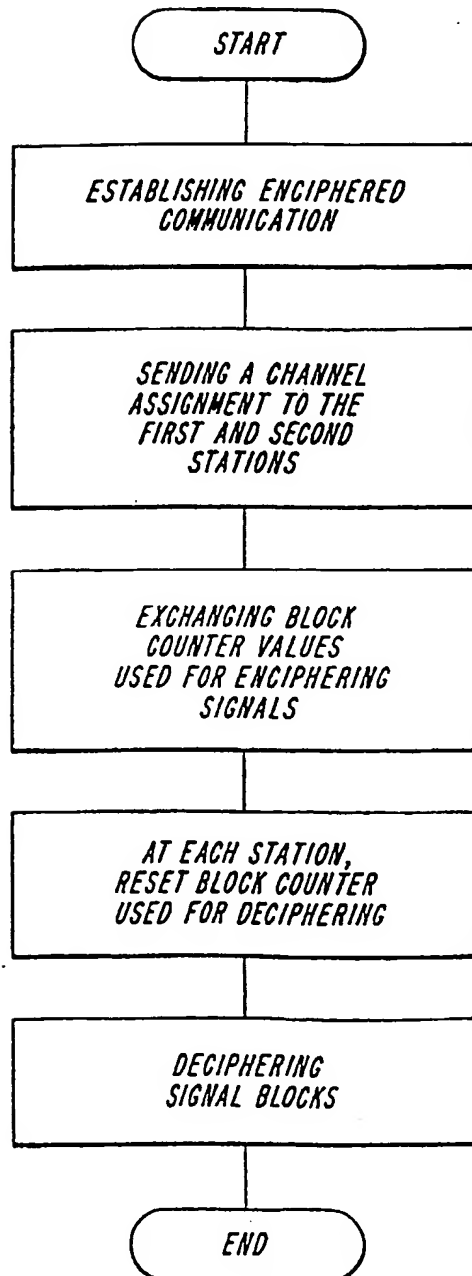 START
ESTABLISHING ENCIPHERED
COMMUNICATION
SENDING A CHANNEL
ASSIGNMENT TO THE
FIRST AND SECOND
STATIONS
EXCHANGING BLOCK
COUNTER VALUES
USED FOR ENCIPHERING
SIGNALS
AT EACH STATION,
RESET BLOCK COUNTER
USED FOR DECIPHERING
DECIPHERING
SIGNAL BLOCKS
END